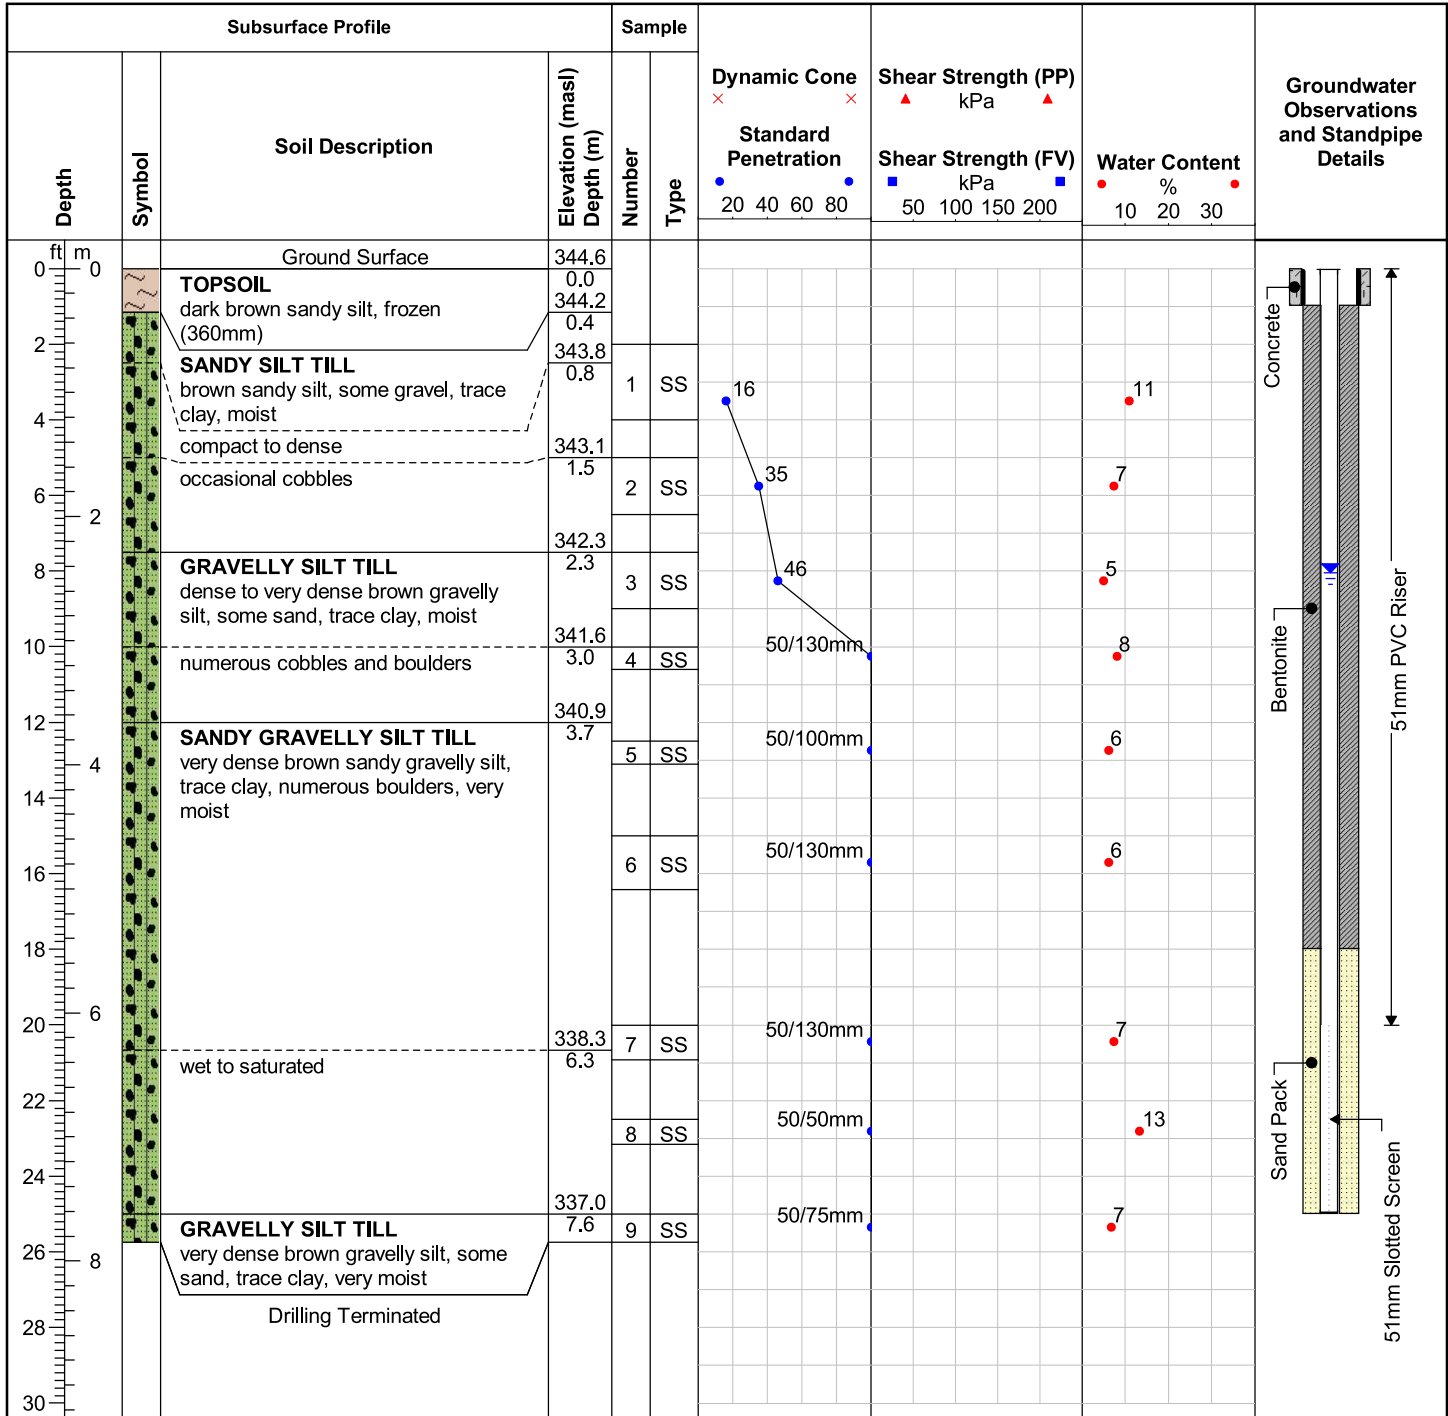 Subsurface Profile
Sample
Depth
Symbol
Soil Description
Elevation (masl)
Depth (m)
Number
Type
Dynamic Cone
Standard
Penetration
20 40 60 80
Shear Strength (PP)
kPa
Shear Strength (FV)
kPa
50 100 150 200
Water Content
%
10 20 30
Groundwater
Observations
and Standpipe
Details
ft m
0 0
2
4
6
2
8
10
12
4
14
16
18
20
6
22
24
26
8
28
30
Ground Surface
344.6
0.0
TOPSOIL
dark brown sandy silt, frozen
(360mm)
344.2
0.4
SANDY SILT TILL
brown sandy silt, some gravel, trace
clay, moist
343.8
0.8
compact to dense
343.1
1.5
occasional cobbles
342.3
2.3
GRAVELLY SILT TILL
dense to very dense brown gravelly
silt, some sand, trace clay, moist
341.6
3.0
numerous cobbles and boulders
340.9
3.7
SANDY GRAVELLY SILT TILL
very dense brown sandy gravelly silt,
trace clay, numerous boulders, very
moist
338.3
6.3
wet to saturated
337.0
7.6
GRAVELLY SILT TILL
very dense brown gravelly silt, some
sand, trace clay, very moist
Drilling Terminated
1 SS
2 SS
3 SS
4 SS
5 SS
6 SS
7 SS
8 SS
9 SS
16
35
46
50/130mm
50/100mm
50/130mm
50/130mm
50/50mm
50/75mm
11
7
5
8
6
6
7
13
7
Concrete
Bentonite
Sand Pack
51mm PVC Riser
51mm Slotted Screen